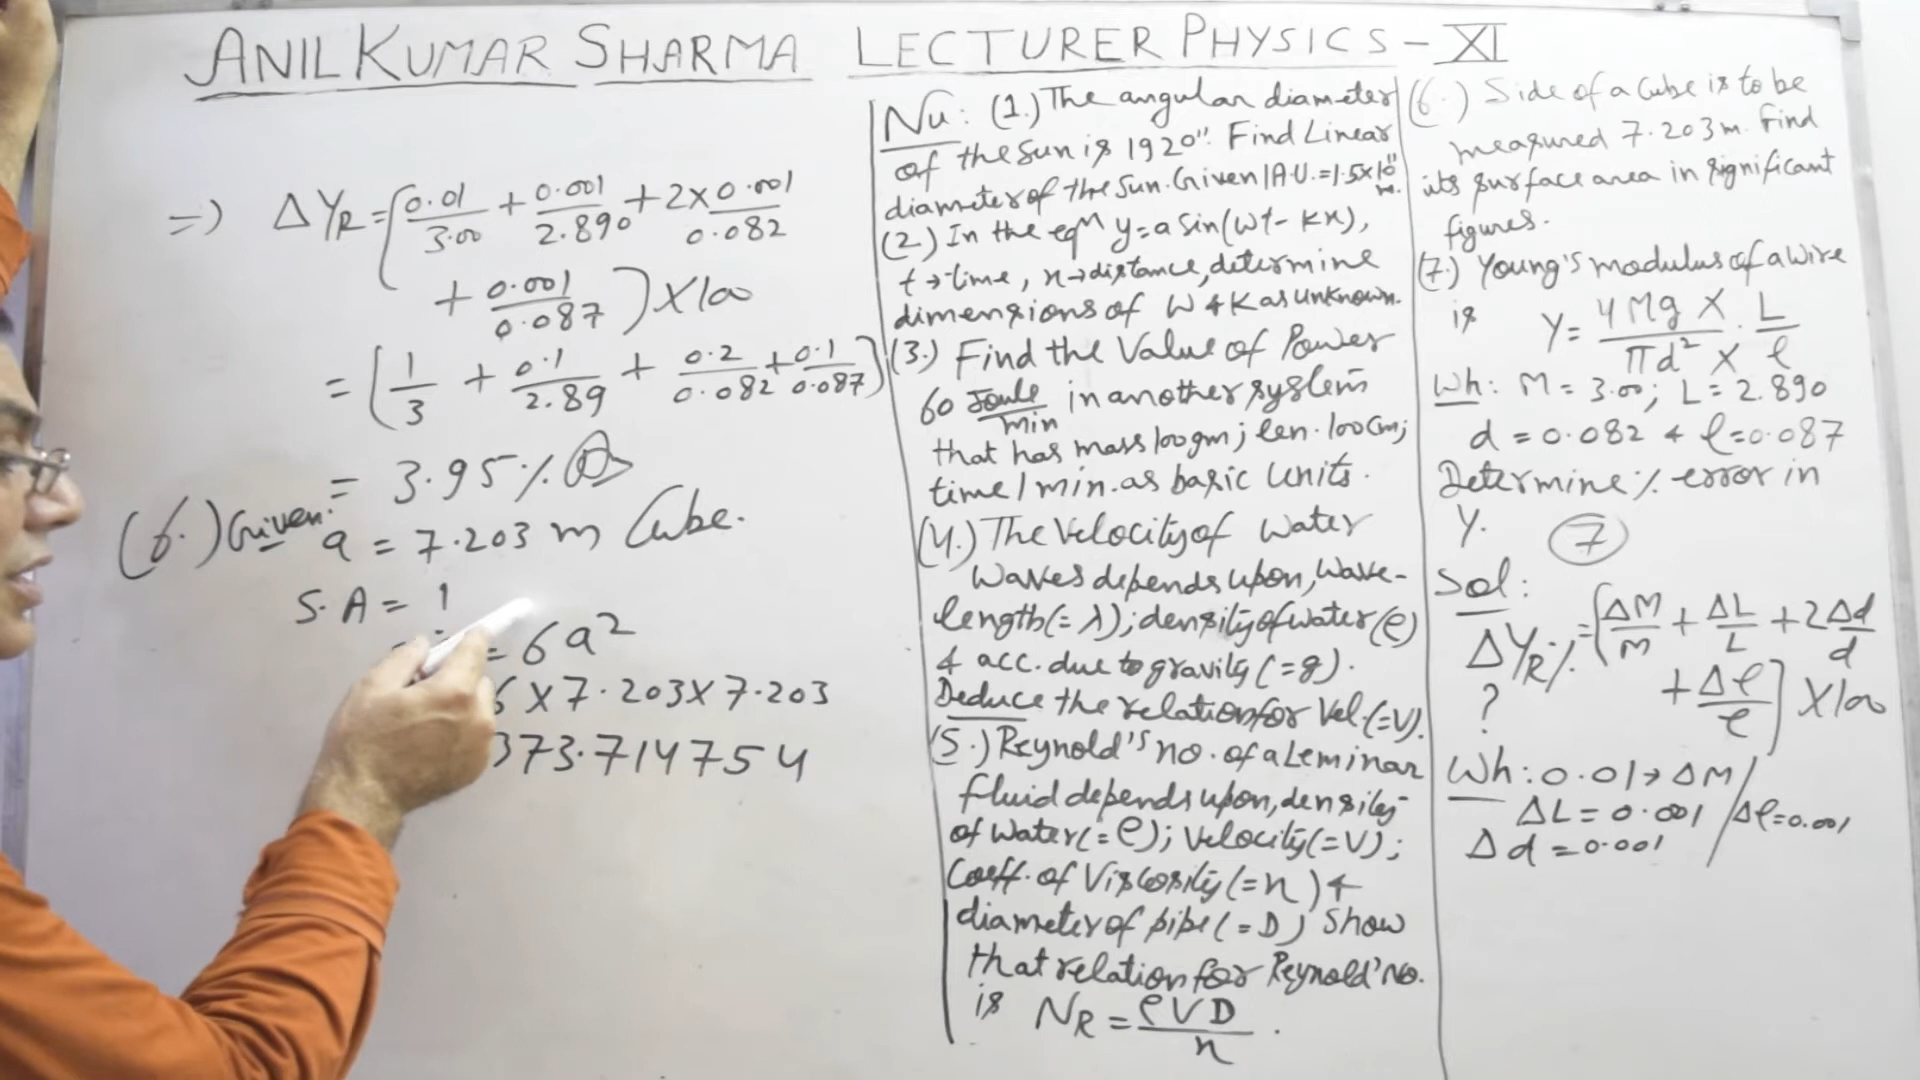 ANIL KUMAR SHARMA LECTURER PHYSICS - XI
=> ΔYR = (0.01/3.00 + 0.001/2.890 + 2x0.001/0.082
+ 0.001/0.087) X100
= (1/3 + 0.1/2.89 + 0.2/0.082 + 0.1/0.087)
= 3.95 %
(6.) Given: a = 7.203 m Cube.
S.A =
= 6a²
6 X 7.203 X 7.203
373.714754
Nu: (1.) The angular diameter
of the Sun is 1920". Find Linear
diameter of the Sun. Given 1A.U. = 1.5x10¹¹ m.
(2.) In the eqⁿ y = a sin(wt - kx),
t → time, x → distance, determine
dimensions of W & K as unknown.
(3.) Find the Value of Power
60 Joule/min in another system
that has mass 100gm; len. 100cm;
time 1 min. as basic Units.
(4.) The Velocity of Water
Waves depends upon, Wave-
length (= λ); density of water (ρ)
& acc. due to gravity (= g).
Deduce the relation for Vel. (=V).
(5.) Reynold's no. of a Leminar
fluid depends upon, density
of Water (= ρ); Velocity (= V);
Coeff. of Viscosity (= η) &
diameter of pipe (= D) Show
that relation for Reynold' No.
is NR = ρVD/η .
(6.) Side of a Cube is to be
measured 7.203m. Find
its surface area in significant
figures.
(7.) Young's modulus of a Wire
is Y = 4Mg X/πd² X . L/ℓ
Wh: M = 3.00; L = 2.890
d = 0.082 & ℓ = 0.087
Determine % error in
Y. (7)
Sol:
ΔYR % = [ΔM/M + ΔL/L + 2Δd/d
? + Δℓ/ℓ] X100
Wh: 0.01 → ΔM/
ΔL = 0.001 / Δℓ = 0.001
Δd = 0.001